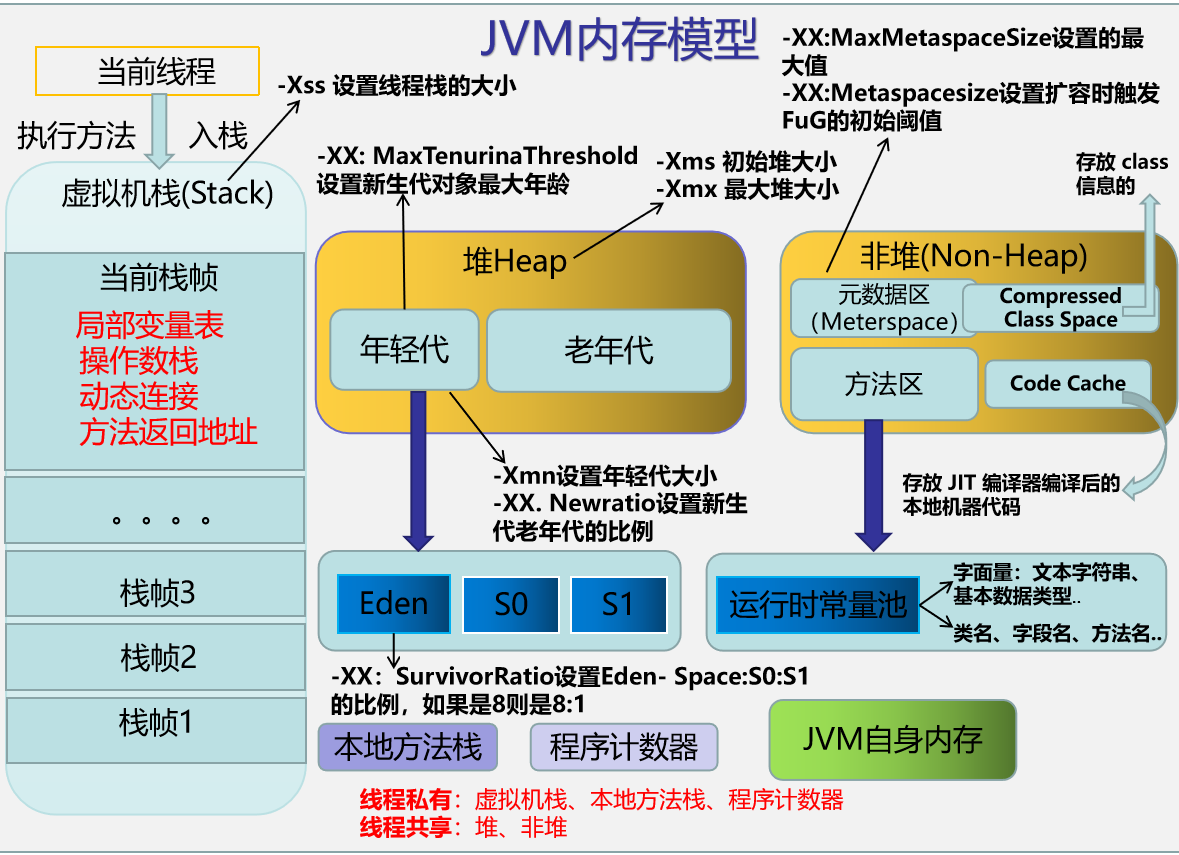 JVM内存模型
当前线程
-Xss 设置线程栈的大小
执行方法
入栈
虚拟机栈(Stack)
当前栈帧
局部变量表
操作数栈
动态连接
方法返回地址
。。。。
栈帧3
栈帧2
栈帧1
-XX: MaxTenurinaThreshold
设置新生代对象最大年龄
-Xms 初始堆大小
-Xmx 最大堆大小
堆Heap
年轻代
老年代
-Xmn设置年轻代大小
-XX. Newratio设置新生
代老年代的比例
Eden
S0
S1
-XX：SurvivorRatio设置Eden- Space:S0:S1
的比例，如果是8则是8:1
本地方法栈
程序计数器
线程私有：虚拟机栈、本地方法栈、程序计数器
线程共享：堆、非堆
-XX:MaxMetaspaceSize设置的最
大值
-XX:Metaspacesize设置扩容时触发
FuG的初始阈值
存放 class
信息的
非堆(Non-Heap)
元数据区
（Meterspace）
Compressed
Class Space
方法区
Code Cache
存放 JIT 编译器编译后的
本地机器代码
运行时常量池
字面量：文本字符串、
基本数据类型..
类名、字段名、方法名..
JVM自身内存